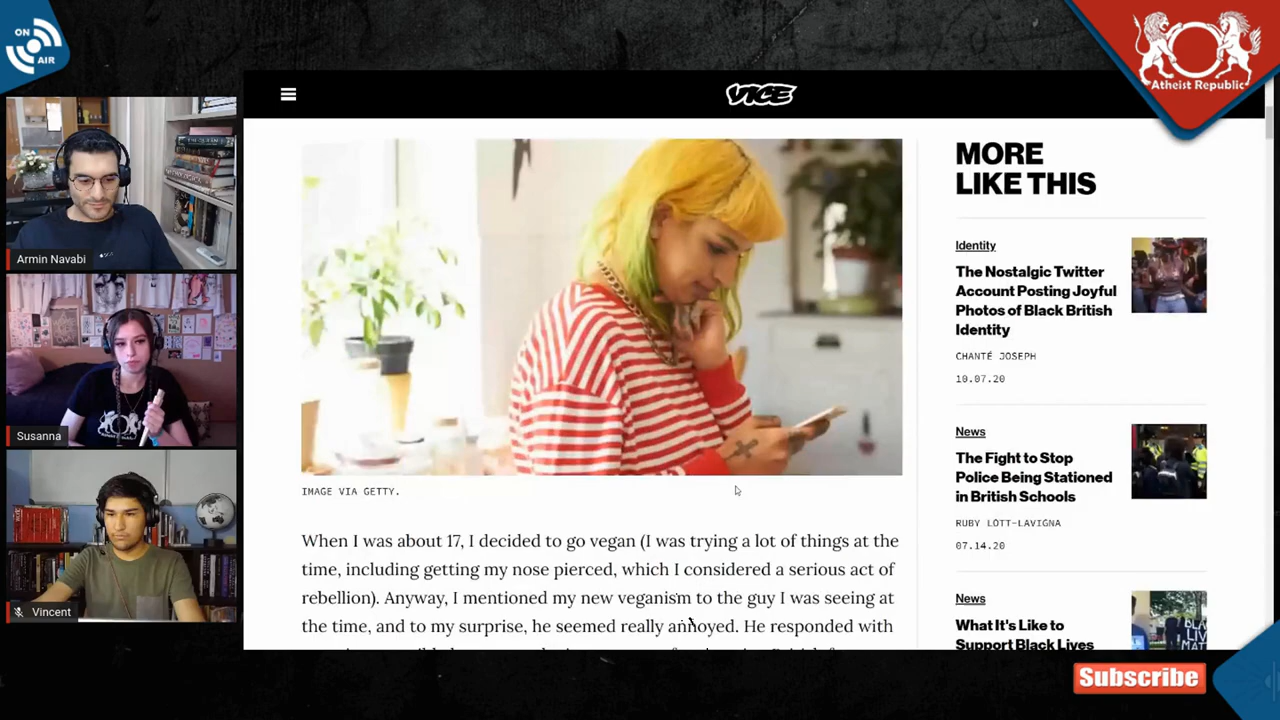 ON
AIR
Armin Navabi
Susanna
Vincent
VICE
IMAGE VIA GETTY.
When I was about 17, I decided to go vegan (I was trying a lot of things at the
time, including getting my nose pierced, which I considered a serious act of
rebellion). Anyway, I mentioned my new veganism to the guy I was seeing at
the time, and to my surprise, he seemed really annoyed. He responded with
MORE
LIKE THIS
Identity
The Nostalgic Twitter
Account Posting Joyful
Photos of Black British
Identity
CHANTÉ JOSEPH
10.07.20
News
The Fight to Stop
Police Being Stationed
in British Schools
RUBY LOTT-LAVIGNA
07.14.20
News
What It's Like to
Support Black Lives
Atheist Republic
Subscribe